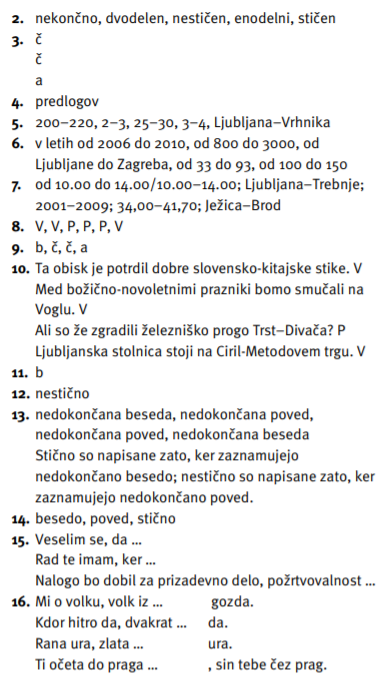 2. nekončno, dvodelen, nestičen, enodelni, stičen
3. č
č
a
4. predlogov
5. 200–220, 2–3, 25–30, 3–4, Ljubljana–Vrhnika
6. v letih od 2006 do 2010, od 800 do 3000, od
Ljubljane do Zagreba, od 33 do 93, od 100 do 150
7. od 10.00 do 14.00/10.00–14.00; Ljubljana–Trebnje;
2001–2009; 34,00–41,70; Ježica–Brod
8. V, V, P, P, P, V
9. b, č, č, a
10. Ta obisk je potrdil dobre slovensko-kitajske stike. V
Med božično-novoletnimi prazniki bomo smučali na
Voglu. V
Ali so že zgradili železniško progo Trst–Divača? P
Ljubljanska stolnica stoji na Ciril-Metodovem trgu. V
11. b
12. nestično
13. nedokončana beseda, nedokončana poved,
nedokončana poved, nedokončana beseda
Stično so napisane zato, ker zaznamujejo
nedokončano besedo; nestično so napisane zato, ker
zaznamujejo nedokončano poved.
14. besedo, poved, stično
15. Veselim se, da ...
Rad te imam, ker ...
Nalogo bo dobil za prizadevno delo, požrtvovalnost ...
16. Mi o volku, volk iz ... gozda.
Kdor hitro da, dvakrat ... da.
Rana ura, zlata ... ura.
Ti očeta do praga ... , sin tebe čez prag.